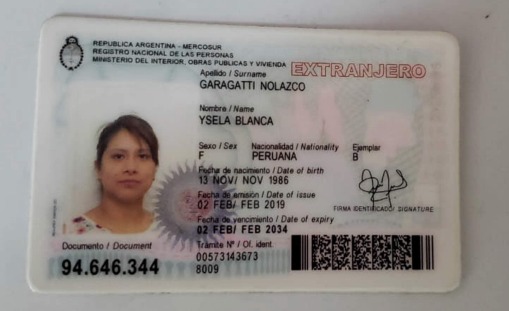 REPUBLICA ARGENTINA - MERCOSUR
REGISTRO NACIONAL DE LAS PERSONAS
MINISTERIO DEL INTERIOR, OBRAS PUBLICAS Y VIVIENDA
EXTRANJERO
Apellido / Surname
GARAGATTI NOLAZCO
Nombre / Name
YSELA BLANCA
Sexo / Sex Nacionalidad / Nationality Ejemplar
F PERUANA B
Fecha de nacimiento / Date of birth
13 NOV/ NOV 1986
Fecha de emisión / Date of issue
02 FEB/ FEB 2019
FIRMA IDENTIFICADO/ SIGNATURE
Fecha de vencimiento / Date of expiry
02 FEB/ FEB 2034
Documento / Document
94.646.344
Trámite Nº / Of. ident.
00573143673
8009